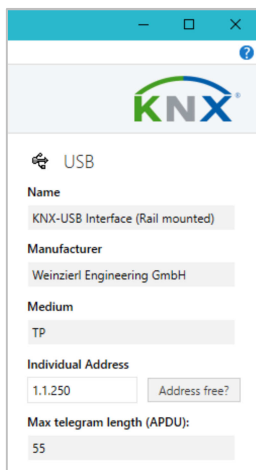 KNX®
USB
Name
KNX-USB Interface (Rail mounted)
Manufacturer
Weinzierl Engineering GmbH
Medium
TP
Individual Address
1.1.250 Address free?
Max telegram length (APDU):
55